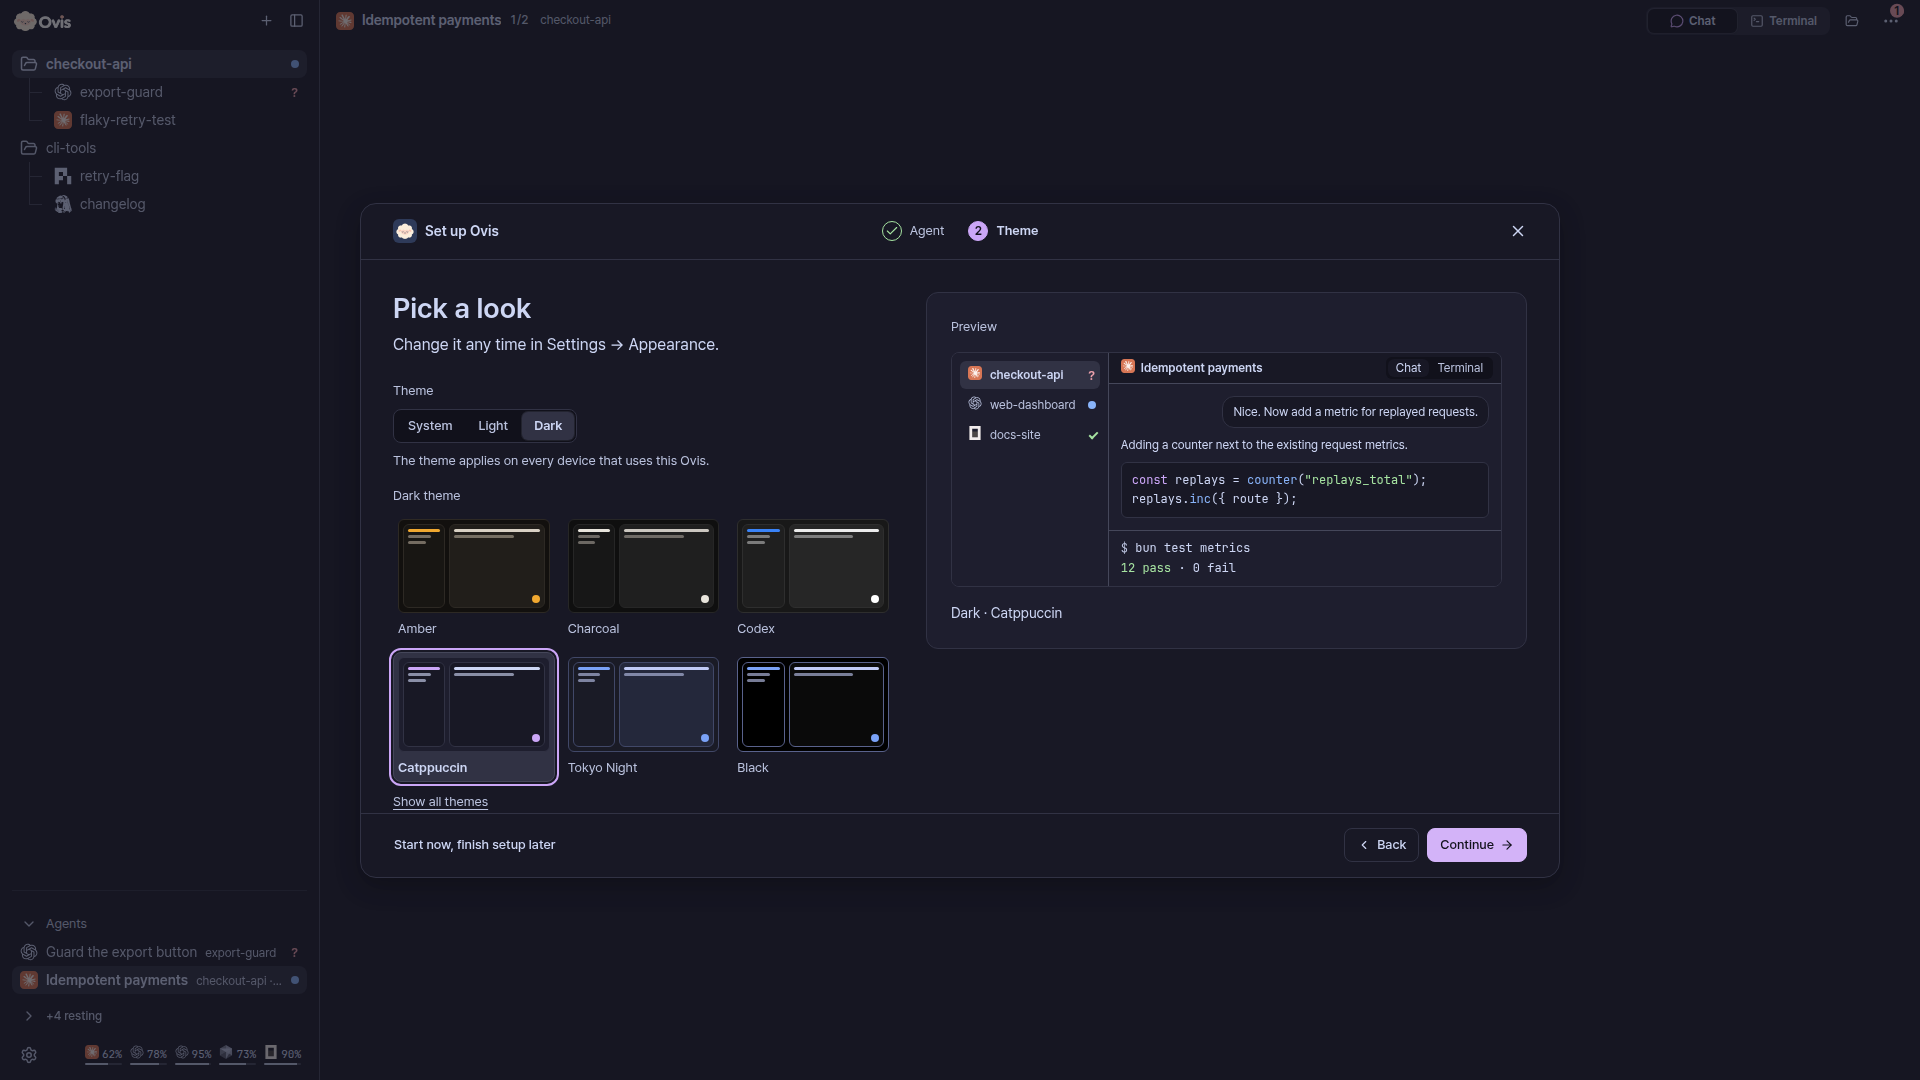 Ovis
checkout-api
export-guard ?
flaky-retry-test
cli-tools
retry-flag
changelog
Idempotent payments 1/2 checkout-api
Chat Terminal 1
Set up Ovis
Agent 2 Theme
Pick a look
Change it any time in Settings → Appearance.
Theme
System Light Dark
The theme applies on every device that uses this Ovis.
Dark theme
Amber Charcoal Codex
Catppuccin Tokyo Night Black
Show all themes
Preview
checkout-api ?
web-dashboard
docs-site
Idempotent payments Chat Terminal
Nice. Now add a metric for replayed requests.
Adding a counter next to the existing request metrics.
const replays = counter("replays_total");
replays.inc({ route });
$ bun test metrics
12 pass · 0 fail
Dark · Catppuccin
Start now, finish setup later
Back Continue →
Agents
Guard the export button export-guard ?
Idempotent payments checkout-api ·...
+4 resting
62% 78% 95% 73% 90%